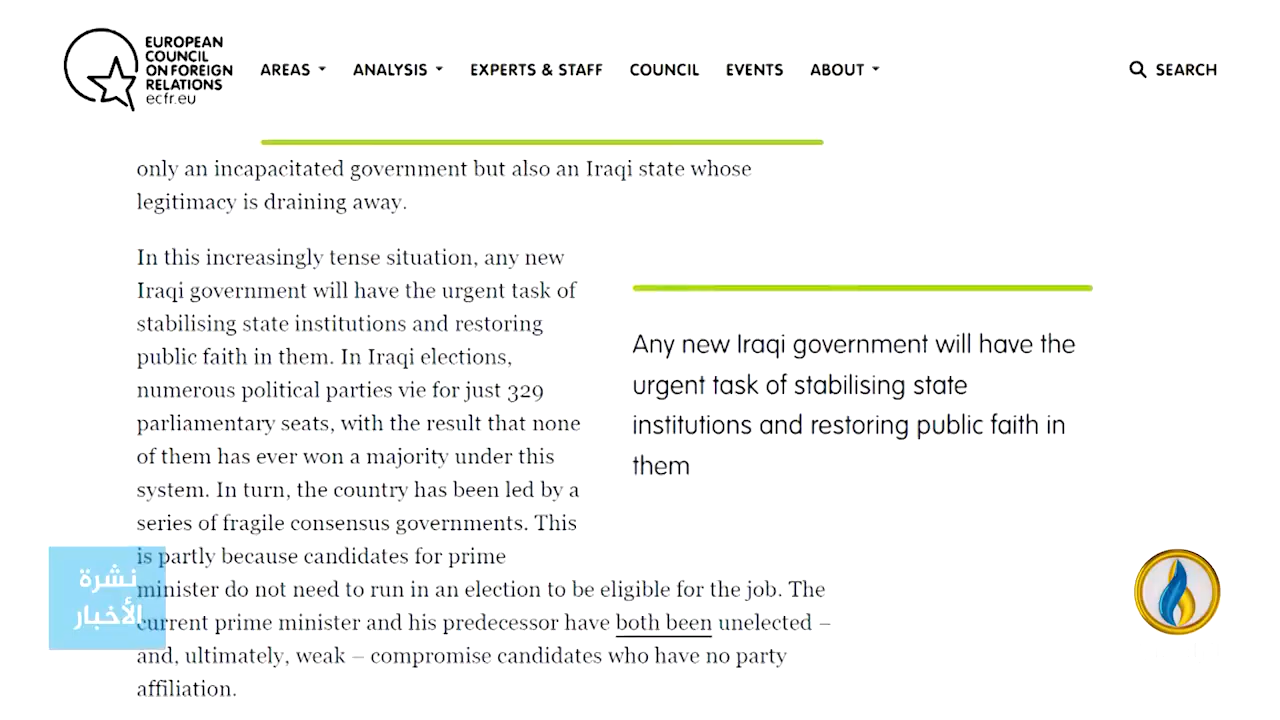 EUROPEAN
COUNCIL
ON FOREIGN
RELATIONS
ecfr.eu
AREAS
ANALYSIS
EXPERTS & STAFF
COUNCIL
EVENTS
ABOUT
SEARCH
only an incapacitated government but also an Iraqi state whose
legitimacy is draining away.
In this increasingly tense situation, any new
Iraqi government will have the urgent task of
stabilising state institutions and restoring
public faith in them. In Iraqi elections,
numerous political parties vie for just 329
parliamentary seats, with the result that none
of them has ever won a majority under this
system. In turn, the country has been led by a
series of fragile consensus governments. This
is partly because candidates for prime
minister do not need to run in an election to be eligible for the job. The
current prime minister and his predecessor have both been unelected –
and, ultimately, weak – compromise candidates who have no party
affiliation.
Any new Iraqi government will have the
urgent task of stabilising state
institutions and restoring public faith in
them
نشرة
الأخبار